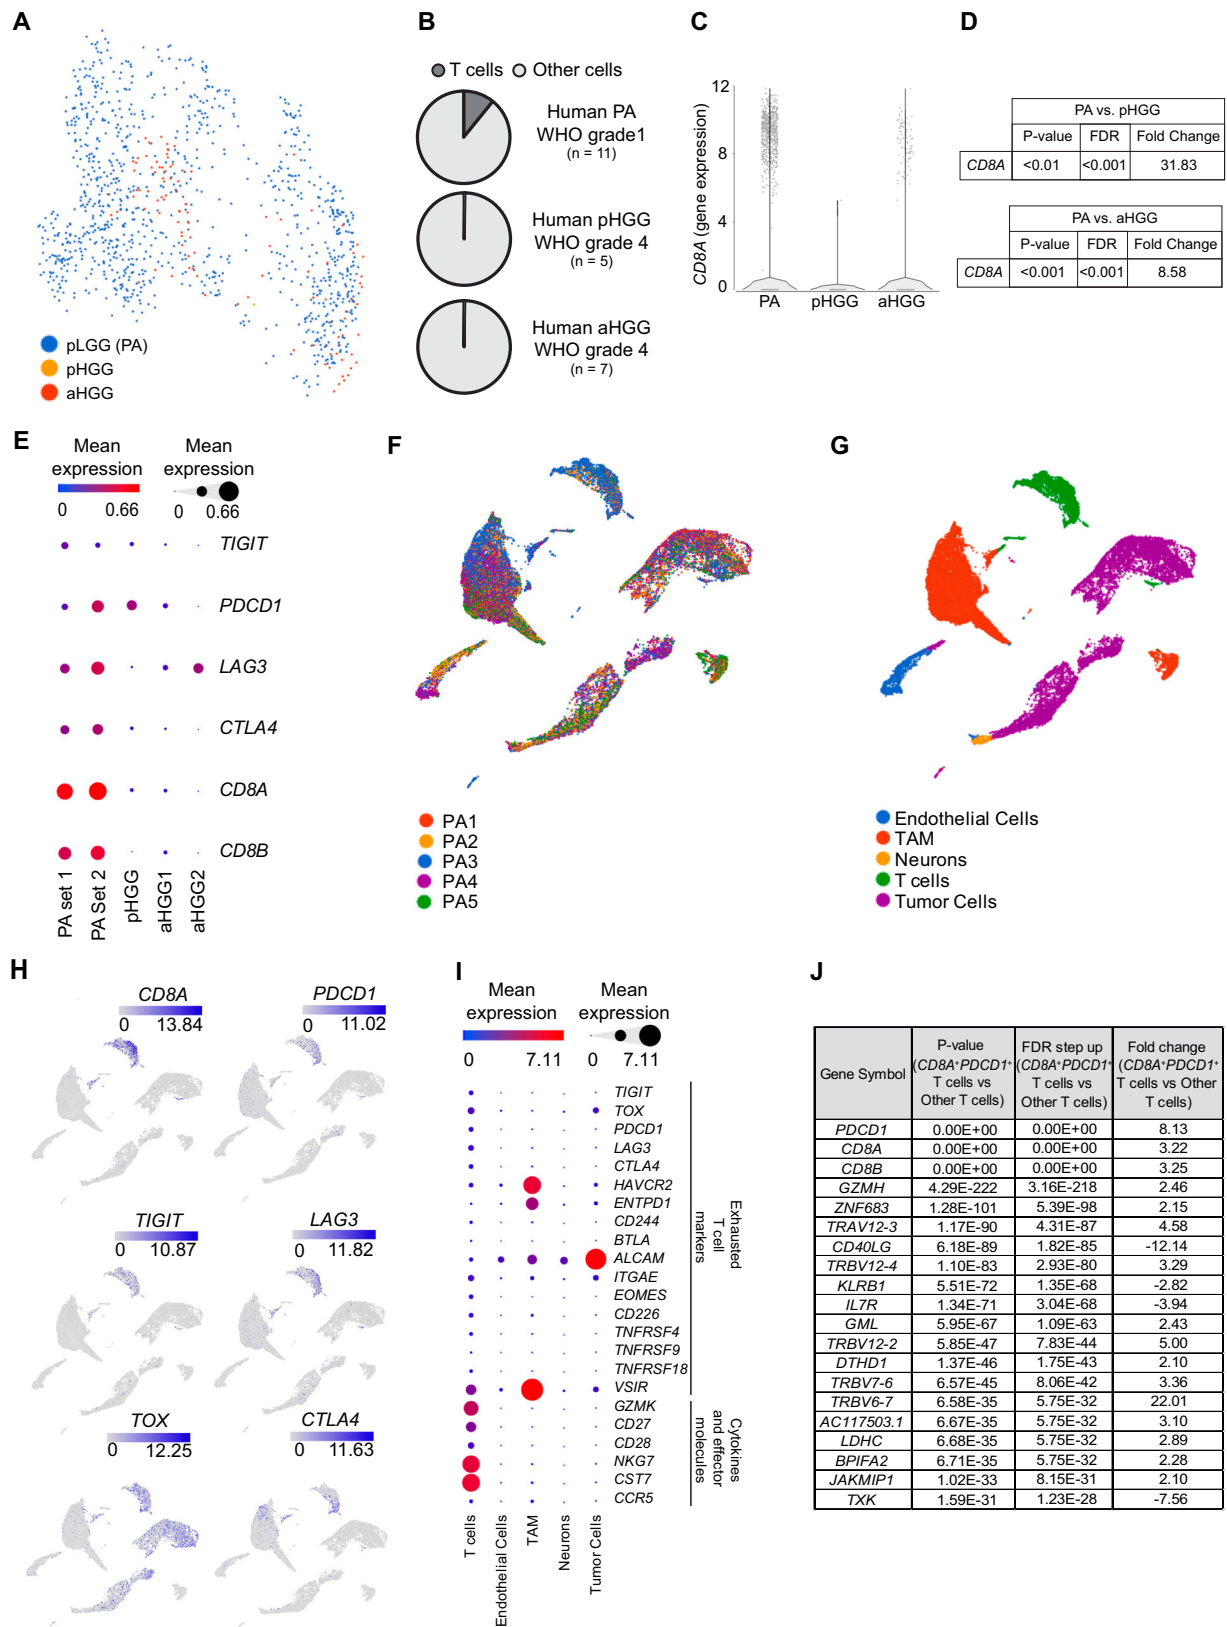 A
pLGG (PA)
pHGG
aHGG
B
T cells Other cells
Human PA
WHO grade1
(n = 11)
Human pHGG
WHO grade 4
(n = 5)
Human aHGG
WHO grade 4
(n = 7)
C
CD8A (gene expression)
12
8
4
0
PA pHGG aHGG
D
PA vs. pHGG
P-value FDR Fold Change
CD8A <0.01 <0.001 31.83
PA vs. aHGG
P-value FDR Fold Change
CD8A <0.001 <0.001 8.58
E
Mean
expression
0 0.66
Mean
expression
0 0.66
TIGIT
PDCD1
LAG3
CTLA4
CD8A
CD8B
PA set 1
PA Set 2
pHGG
aHGG1
aHGG2
F
PA1
PA2
PA3
PA4
PA5
G
Endothelial Cells
TAM
Neurons
T cells
Tumor Cells
H
CD8A
0 13.84
PDCD1
0 11.02
TIGIT
0 10.87
LAG3
0 11.82
TOX
0 12.25
CTLA4
0 11.63
I
Mean
expression
0 7.11
Mean
expression
0 7.11
TIGIT
TOX
PDCD1
LAG3
CTLA4
HAVCR2
ENTPD1
CD244
BTLA
ALCAM
ITGAE
EOMES
CD226
TNFRSF4
TNFRSF9
TNFRSF18
VSIR
GZMK
CD27
CD28
NKG7
CST7
CCR5
Exhausted
T cell
markers
Cytokines
and effector
molecules
T cells
Endothelial Cells
TAM
Neurons
Tumor Cells
J
Gene Symbol
P-value
(CD8A+PDCD1+
T cells vs
Other T cells)
FDR step up
(CD8A+PDCD1+
T cells vs
Other T cells)
Fold change
(CD8A+PDCD1+
T cells vs Other
T cells)
PDCD1 0.00E+00 0.00E+00 8.13
CD8A 0.00E+00 0.00E+00 3.22
CD8B 0.00E+00 0.00E+00 3.25
GZMH 4.29E-222 3.16E-218 2.46
ZNF683 1.28E-101 5.39E-98 2.15
TRAV12-3 1.17E-90 4.31E-87 4.58
CD40LG 6.18E-89 1.82E-85 -12.14
TRBV12-4 1.10E-83 2.93E-80 3.29
KLRB1 5.51E-72 1.35E-68 -2.82
IL7R 1.34E-71 3.04E-68 -3.94
GML 5.95E-67 1.09E-63 2.43
TRBV12-2 5.85E-47 7.83E-44 5.00
DTHD1 1.37E-46 1.75E-43 2.10
TRBV7-6 6.57E-45 8.06E-42 3.36
TRBV6-7 6.58E-35 5.75E-32 22.01
AC117503.1 6.67E-35 5.75E-32 3.10
LDHC 6.68E-35 5.75E-32 2.89
BPIFA2 6.71E-35 5.75E-32 2.28
JAKMIP1 1.02E-33 8.15E-31 2.10
TXK 1.59E-31 1.23E-28 -7.56